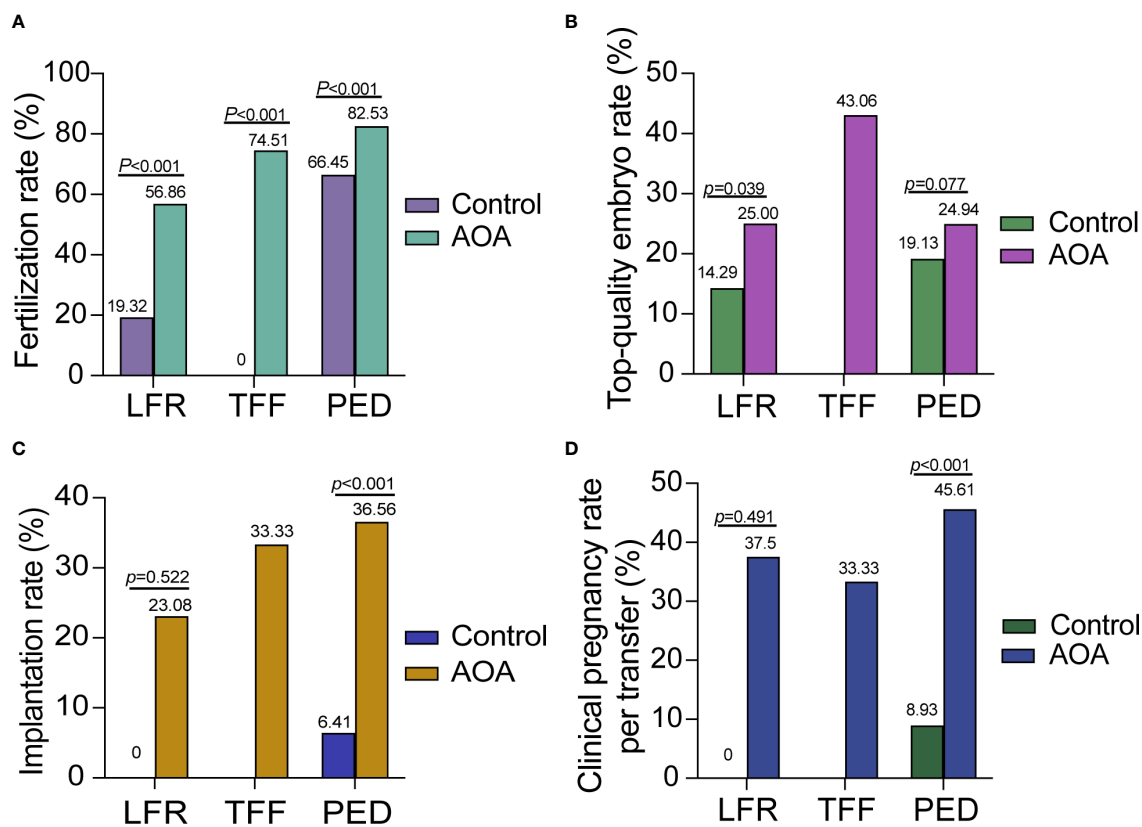 A
Fertilization rate (%)
100
80
60
40
20
0
P<0.001
19.32
56.86
P<0.001
0
74.51
P<0.001
66.45
82.53
LFR TFF PED
Control
AOA
B
Top-quality embryo rate (%)
50
40
30
20
10
0
p=0.039
14.29
25.00
43.06
p=0.077
19.13
24.94
LFR TFF PED
Control
AOA
C
Implantation rate (%)
40
30
20
10
0
p=0.522
0
23.08
33.33
p<0.001
6.41
36.56
LFR TFF PED
Control
AOA
D
Clinical pregnancy rate
per transfer (%)
50
40
30
20
10
0
p=0.491
0
37.5
33.33
p<0.001
8.93
45.61
LFR TFF PED
Control
AOA